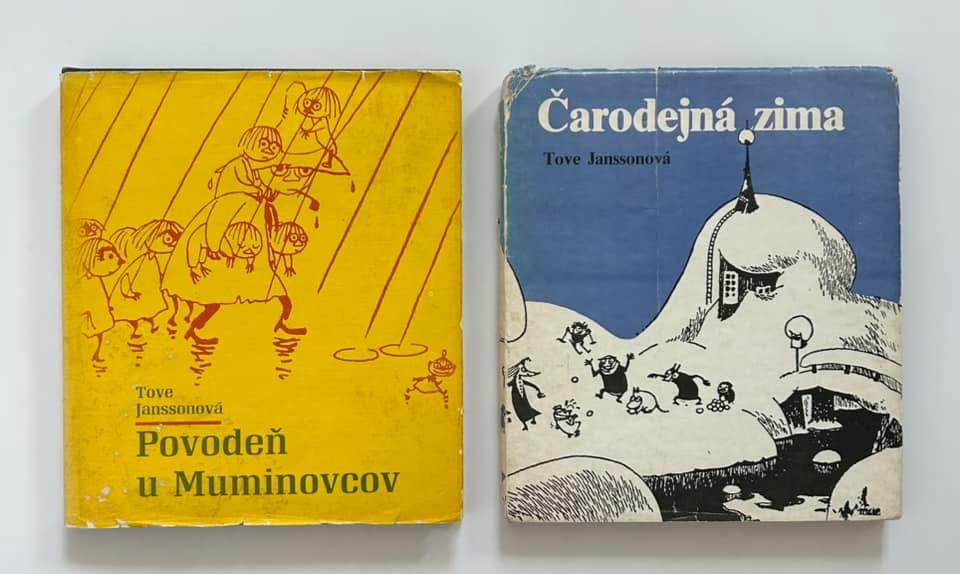 Tove
Janssonová
Povodeň
u Muminovcov
Čarodejná zima
Tove Janssonová